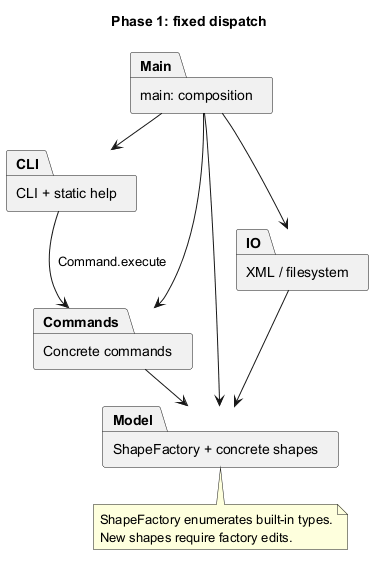 Phase 1: fixed dispatch
Main
main: composition
CLI
CLI + static help
IO
XML / filesystem
Command.execute
Commands
Concrete commands
Model
ShapeFactory + concrete shapes
ShapeFactory enumerates built-in types.
New shapes require factory edits.